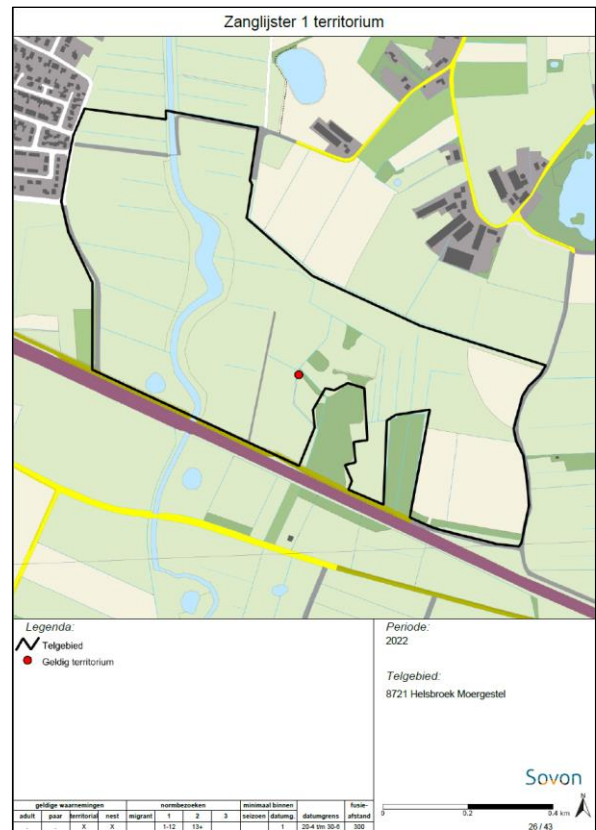 Zanglijster 1 territorium
Legenda:
Telgebied
Geldig territorium
Periode:
2022
Telgebied:
8721 Helsbroek Moergestel
Sovon
N
0 0.2 0.4 km
26 / 43
geldige waarnemingen normbezoeken minimaal binnen fusie-
adult paar territorial nest migrant 1 2 3 seizoen datumg. datumgrens afstand
. . X X 1-12 13+ 1 20-4 t/m 30-6 300